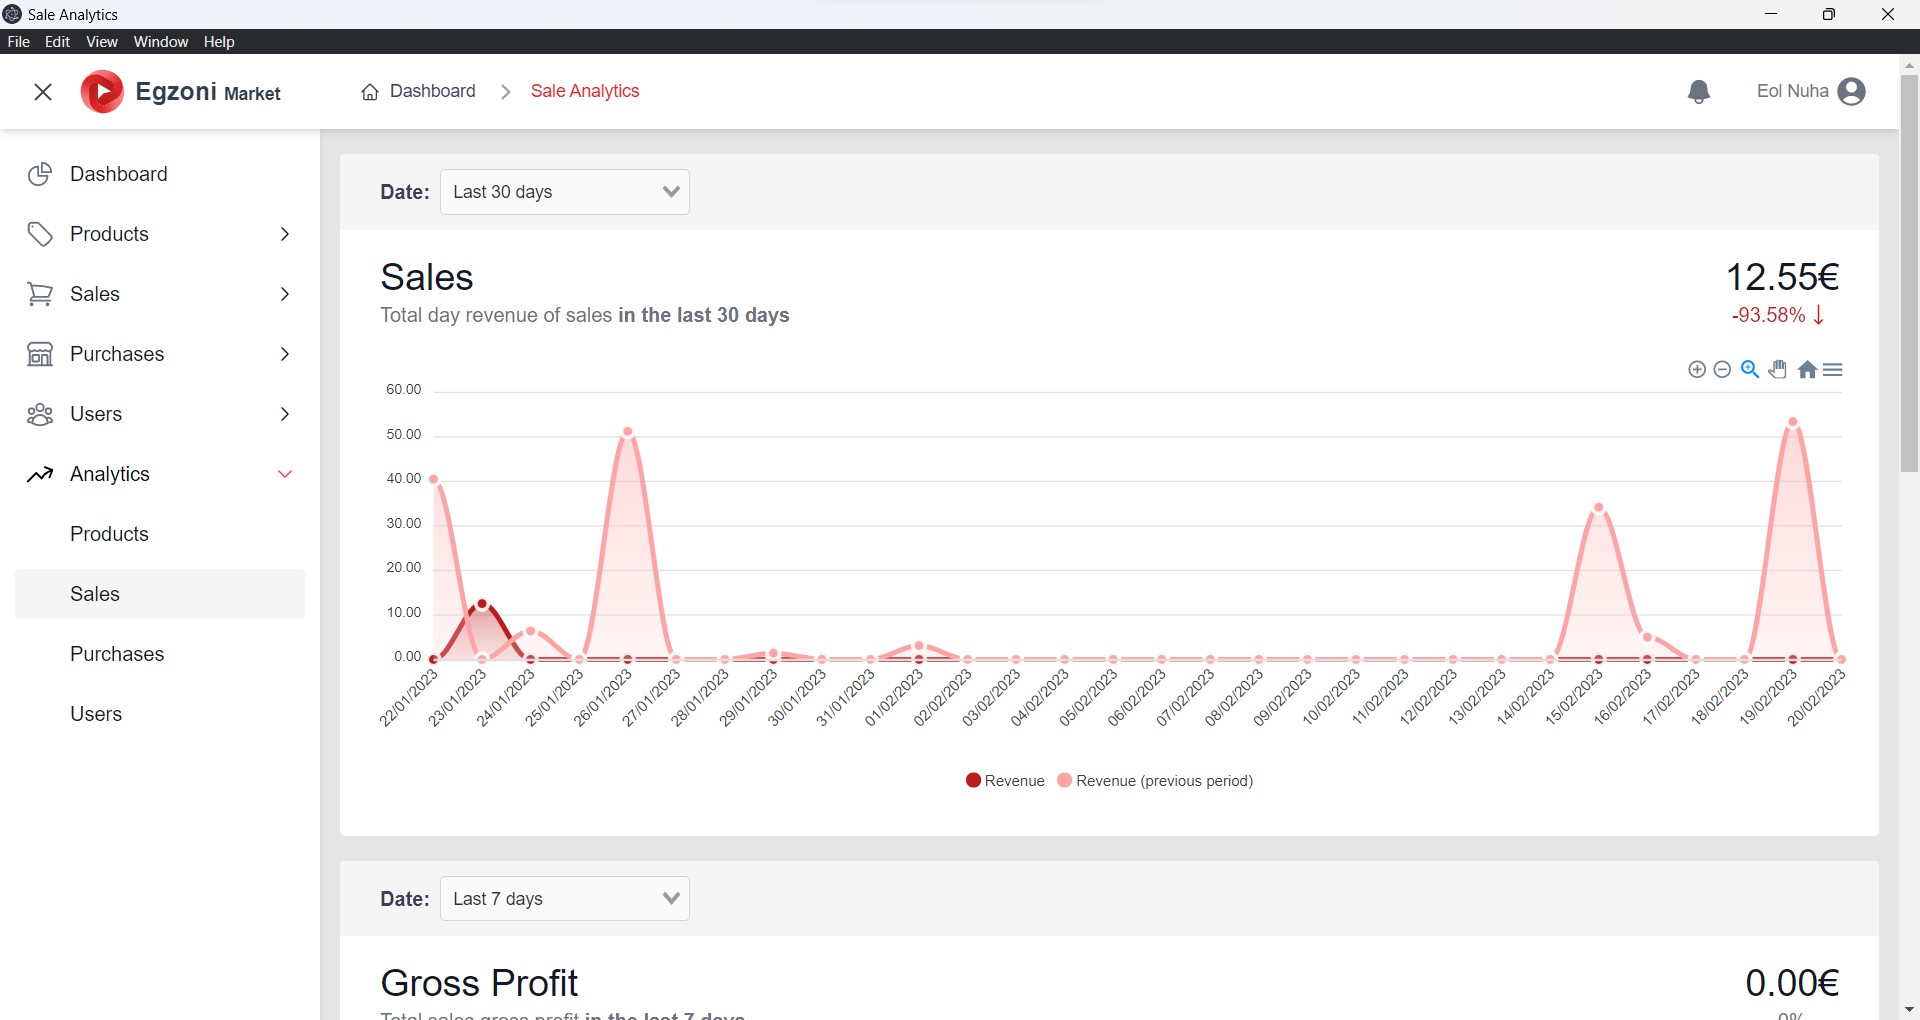 Sale Analytics
File Edit View Window Help
Egzoni Market
Dashboard > Sale Analytics
Eol Nuha
Dashboard
Products
Sales
Purchases
Users
Analytics
Products
Sales
Purchases
Users
Date: Last 30 days
Sales
12.55€
Total day revenue of sales in the last 30 days
-93.58% ↓
60.00
50.00
40.00
30.00
20.00
10.00
0.00
22/01/2023 23/01/2023 24/01/2023 25/01/2023 26/01/2023 27/01/2023 28/01/2023 29/01/2023 30/01/2023 31/01/2023 01/02/2023 02/02/2023 03/02/2023 04/02/2023 05/02/2023 06/02/2023 07/02/2023 08/02/2023 09/02/2023 10/02/2023 11/02/2023 12/02/2023 13/02/2023 14/02/2023 15/02/2023 16/02/2023 17/02/2023 18/02/2023 19/02/2023 20/02/2023
Revenue Revenue (previous period)
Date: Last 7 days
Gross Profit
0.00€
Total sales gross profit in the last 7 days
0%